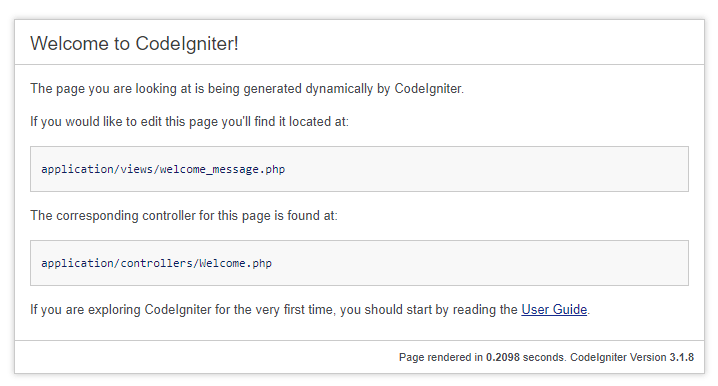 Welcome to CodeIgniter!
The page you are looking at is being generated dynamically by CodeIgniter.
If you would like to edit this page you'll find it located at:
application/views/welcome_message.php
The corresponding controller for this page is found at:
application/controllers/Welcome.php
If you are exploring CodeIgniter for the very first time, you should start by reading the User Guide.
Page rendered in 0.2098 seconds. CodeIgniter Version 3.1.8